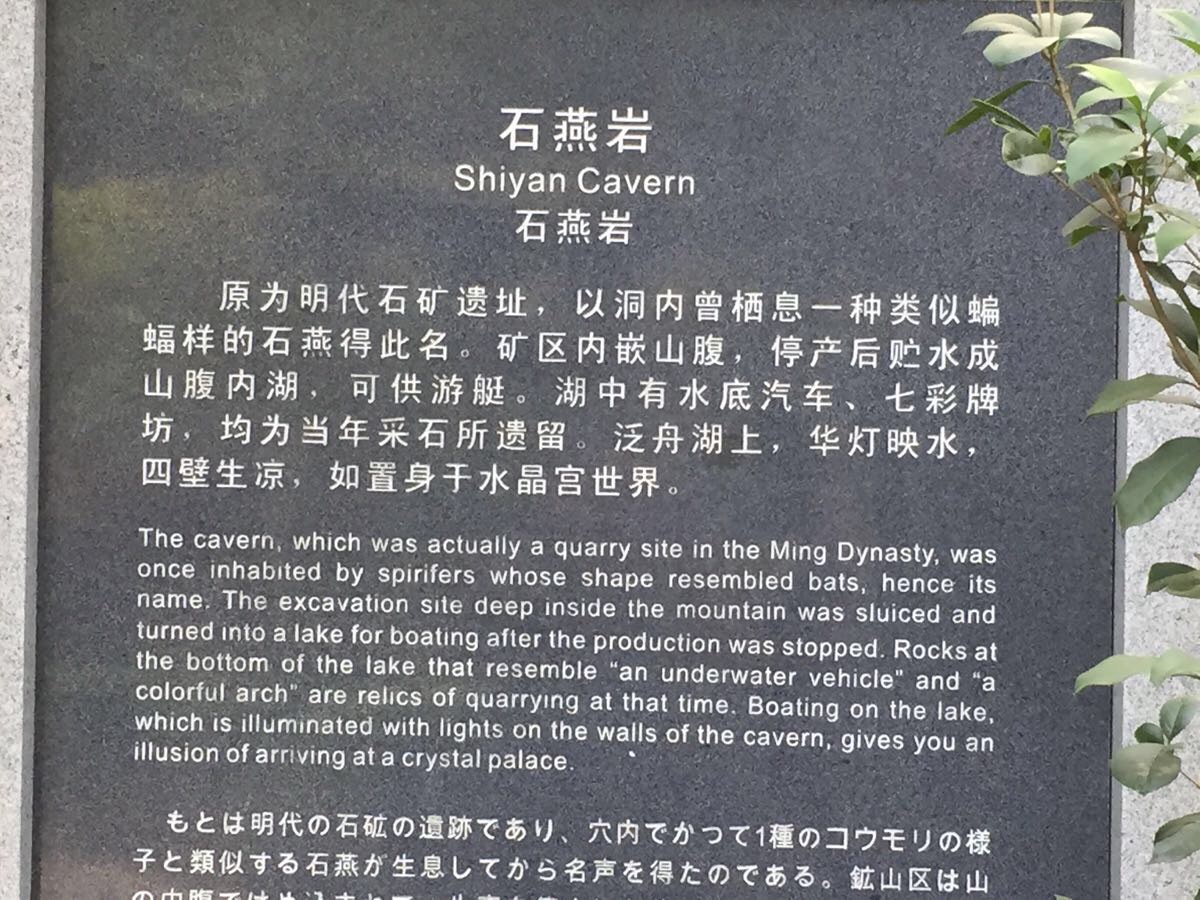 石燕岩
Shiyan Cavern
石燕岩
原为明代石矿遗址，以洞内曾栖息一种类似蝙
蝠样的石燕得此名。矿区内嵌山腹，停产后贮水成
山腹内湖，可供游艇。湖中有水底汽车、七彩牌
坊，均为当年采石所遗留。泛舟湖上，华灯映水，
四壁生凉，如置身于水晶宫世界。
The cavern, which was actually a quarry site in the Ming Dynasty, was
once inhabited by spirifers whose shape resembled bats, hence its
name. The excavation site deep inside the mountain was sluiced and
turned into a lake for boating after the production was stopped. Rocks at
the bottom of the lake that resemble “an underwater vehicle” and “a
colorful arch” are relics of quarrying at that time. Boating on the lake,
which is illuminated with lights on the walls of the cavern, gives you an
illusion of arriving at a crystal palace.
もとは明代の石砿の遺跡であり、穴内でかつて1種のコウモリの様
子と類似する石燕が生息してから名声を得たのである。鉱山区は山